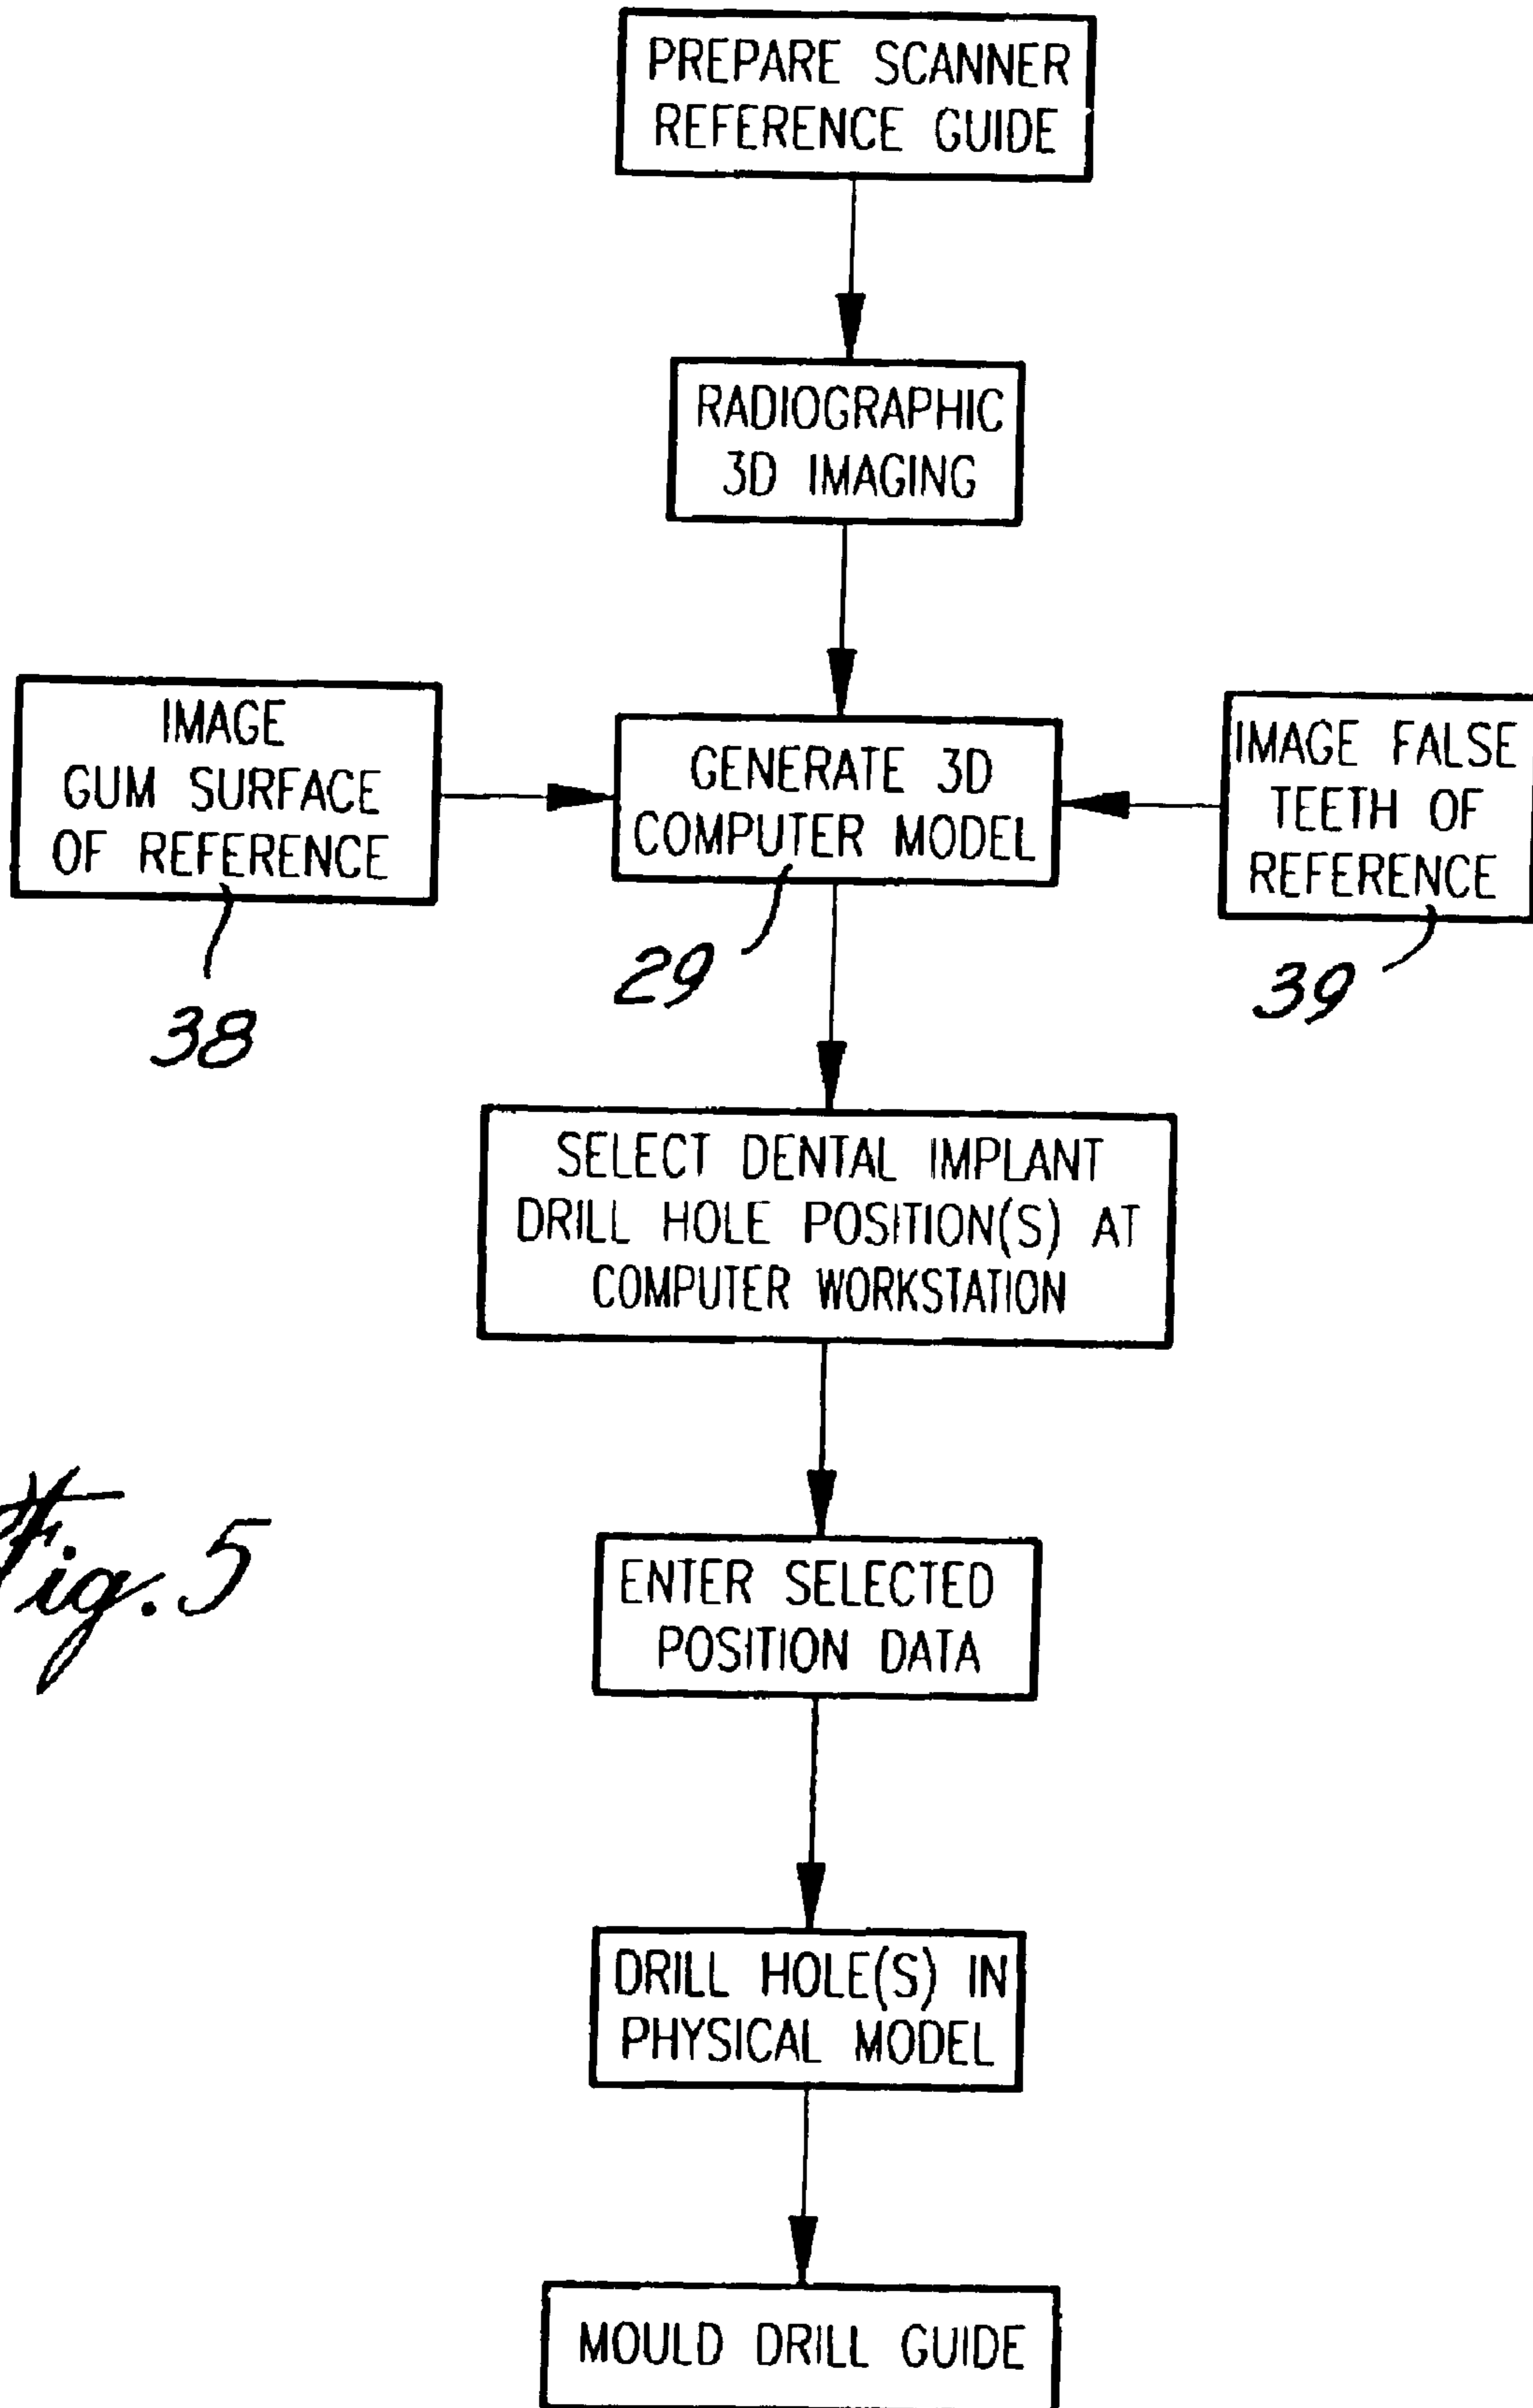 PREPARE SCANNER
REFERENCE GUIDE
RADIOGRAPHIC
3D IMAGING
IMAGE
GUM SURFACE
OF REFERENCE
38
GENERATE 3D
COMPUTER MODEL
29
IMAGE FALSE
TEETH OF
REFERENCE
39
SELECT DENTAL IMPLANT
DRILL HOLE POSITION(S) AT
COMPUTER WORKSTATION
Fig. 5
ENTER SELECTED
POSITION DATA
DRILL HOLE(S) IN
PHYSICAL MODEL
MOULD DRILL GUIDE